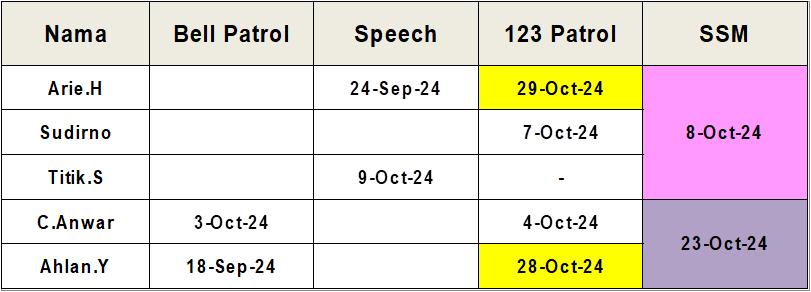 Nama Bell Patrol Speech 123 Patrol SSM
Arie.H 24-Sep-24 29-Oct-24
Sudirno 7-Oct-24 8-Oct-24
Titik.S 9-Oct-24 -
C.Anwar 3-Oct-24 4-Oct-24
23-Oct-24
Ahlan.Y 18-Sep-24 28-Oct-24